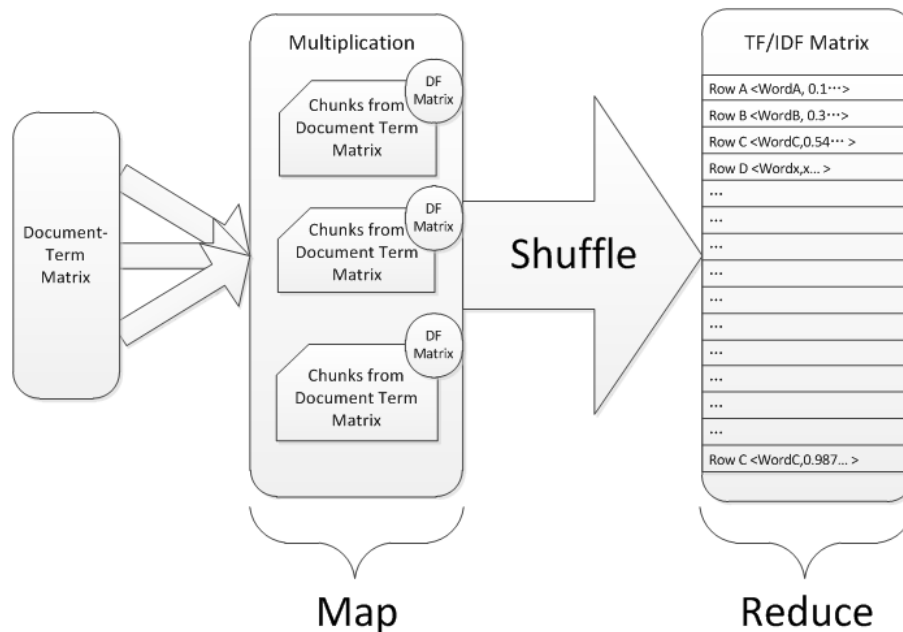 Document-
Term
Matrix
Multiplication
DF
Matrix
Chunks from
Document Term
Matrix
DF
Matrix
Chunks from
Document Term
Matrix
DF
Matrix
Chunks from
Document Term
Matrix
Map
Shuffle
TF/IDF Matrix
Row A <WordA, 0.1···>
Row B <WordB, 0.3···>
Row C <WordC,0.54··· >
Row D <Wordx,x... >
...
...
...
...
...
...
...
...
...
...
Row C <WordC,0.987... >
Reduce